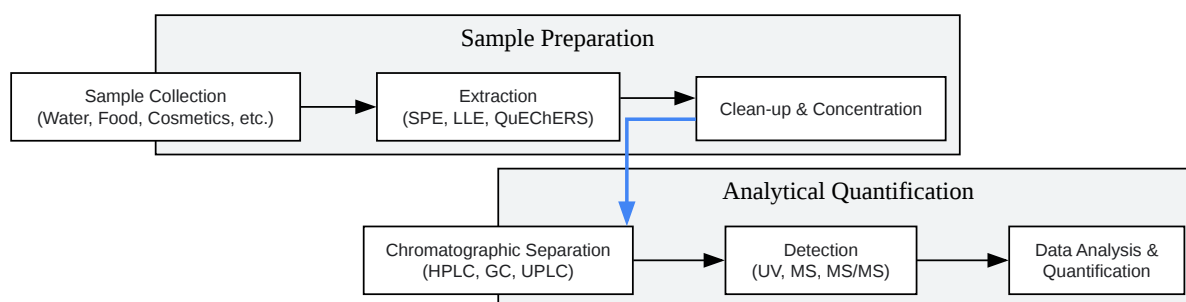 Sample Preparation
Sample Collection
(Water, Food, Cosmetics, etc.)
Extraction
(SPE, LLE, QuEChERS)
Clean-up & Concentration
Analytical Quantification
Chromatographic Separation
(HPLC, GC, UPLC)
Detection
(UV, MS, MS/MS)
Data Analysis &
Quantification